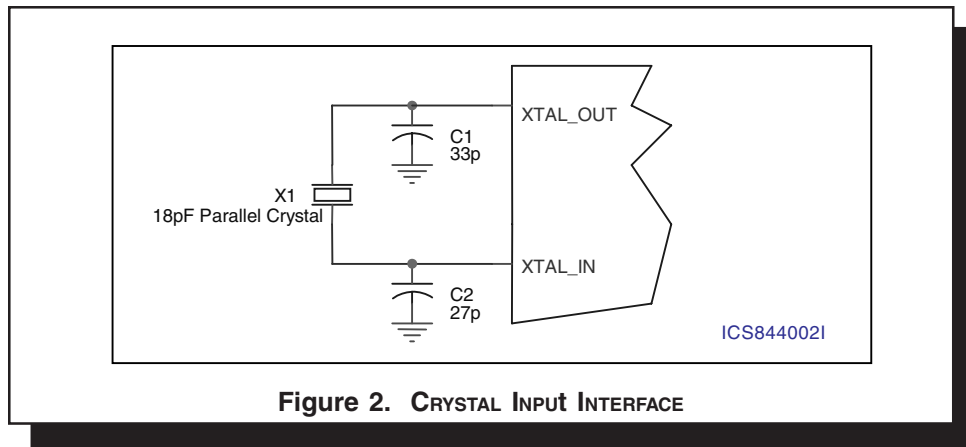 XTAL_OUT
C1
33p
X1
18pF Parallel Crystal
XTAL_IN
C2
27p
ICS844002I
Figure 2. CRYSTAL INPUt INTERFACE